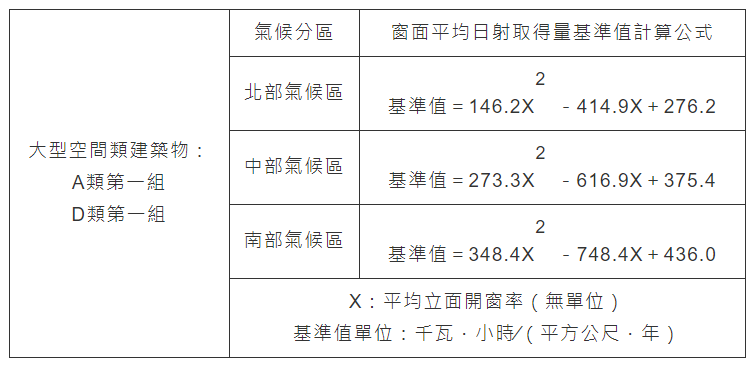 氣候分區
窗面平均日射取得量基準值計算公式
大型空間類建築物：
A類第一組
D類第一組
北部氣候區
2
基準值＝146.2X －414.9X＋276.2
中部氣候區
2
基準值＝273.3X －616.9X＋375.4
南部氣候區
2
基準值＝348.4X －748.4X＋436.0
X：平均立面開窗率（無單位）
基準值單位：千瓦．小時∕（平方公尺．年）